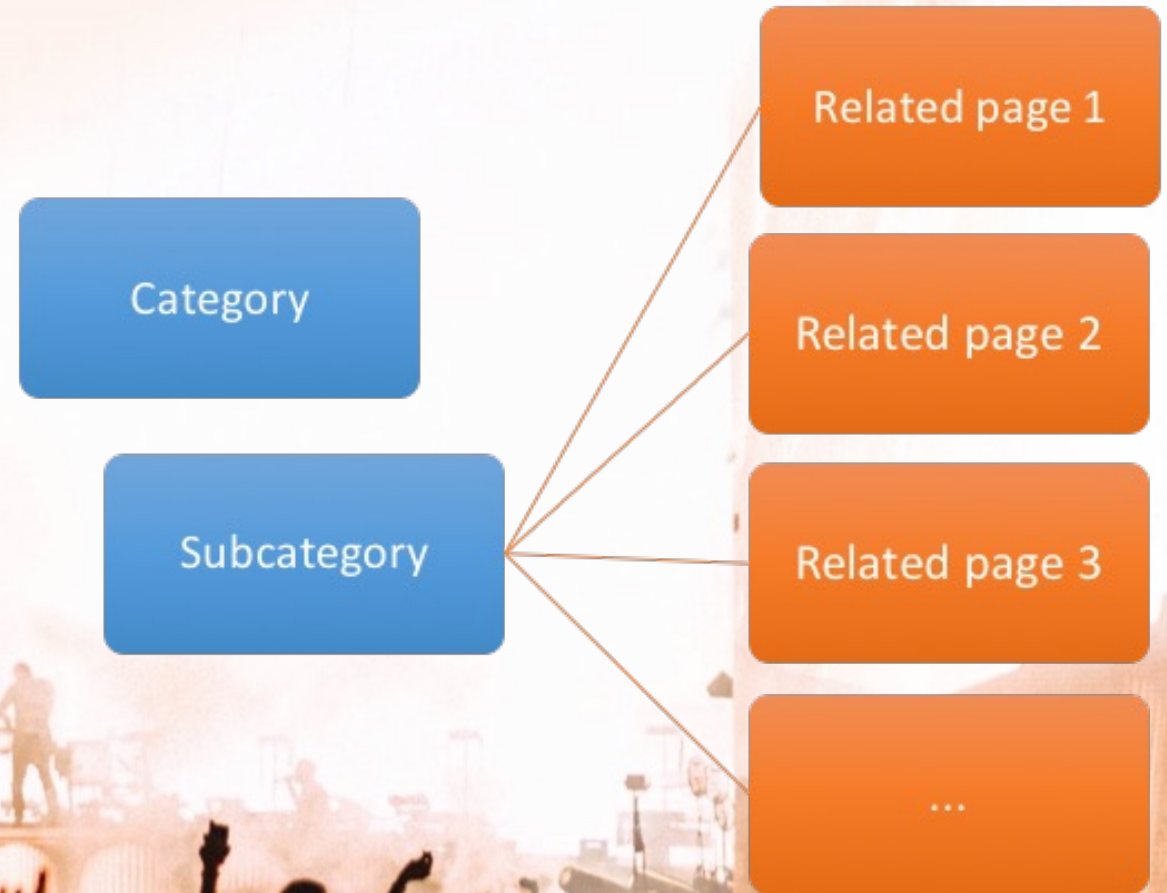 Category
Subcategory
Related page 1
Related page 2
Related page 3
...